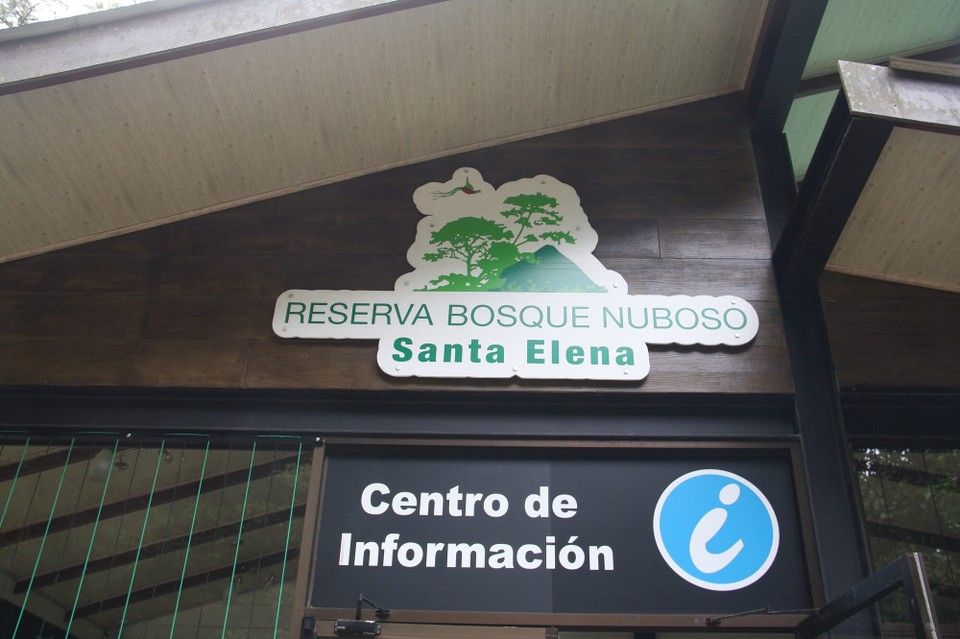 RESERVA BOSQUE NUBOSO
Santa Elena
Centro de
Información
i